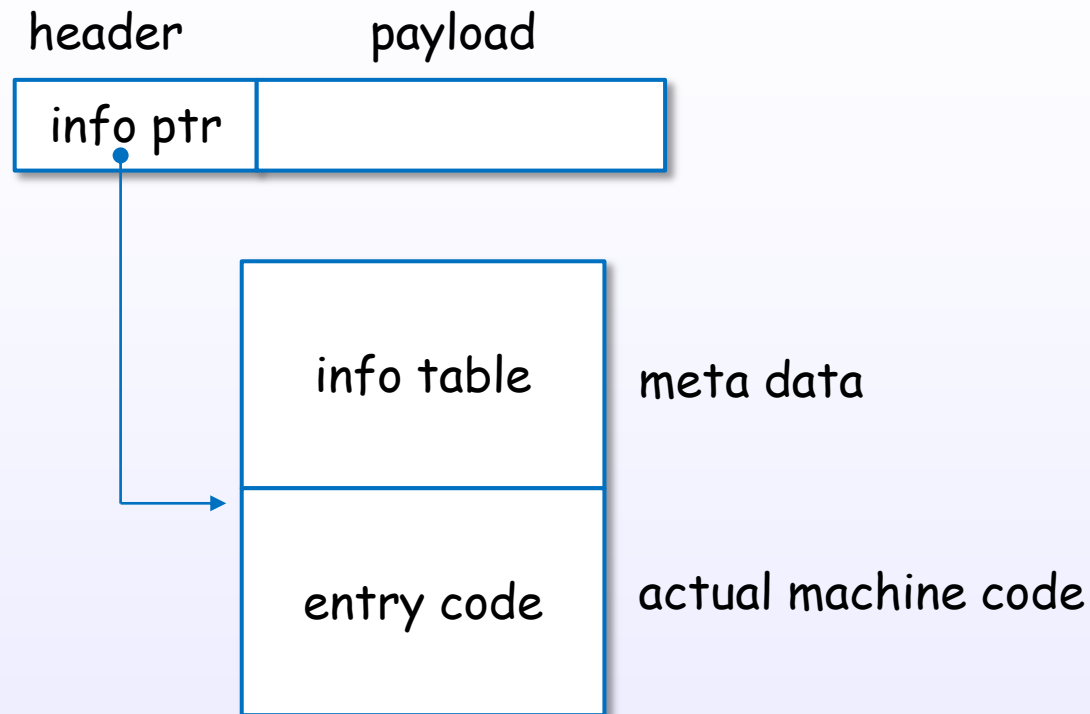 header payload
info ptr
info table
meta data
entry code
actual machine code